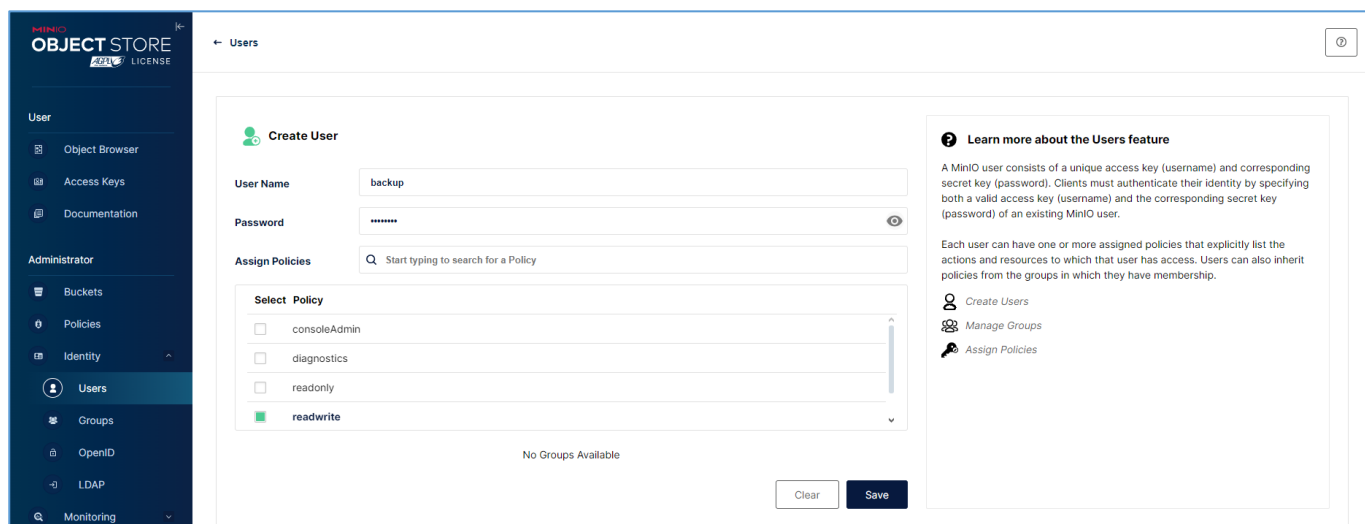 MINIO
OBJECT STORE
AGPLV3 LICENSE
User
Object Browser
Access Keys
Documentation
Administrator
Buckets
Policies
Identity
Users
Groups
OpenID
LDAP
Monitoring
← Users
Create User
User Name
backup
Password
••••••••
Assign Policies
Start typing to search for a Policy
Select Policy
consoleAdmin
diagnostics
readonly
readwrite
No Groups Available
Clear
Save
Learn more about the Users feature
A MinIO user consists of a unique access key (username) and corresponding
secret key (password). Clients must authenticate their identity by specifying
both a valid access key (username) and the corresponding secret key
(password) of an existing MinIO user.
Each user can have one or more assigned policies that explicitly list the
actions and resources to which that user has access. Users can also inherit
policies from the groups in which they have membership.
Create Users
Manage Groups
Assign Policies